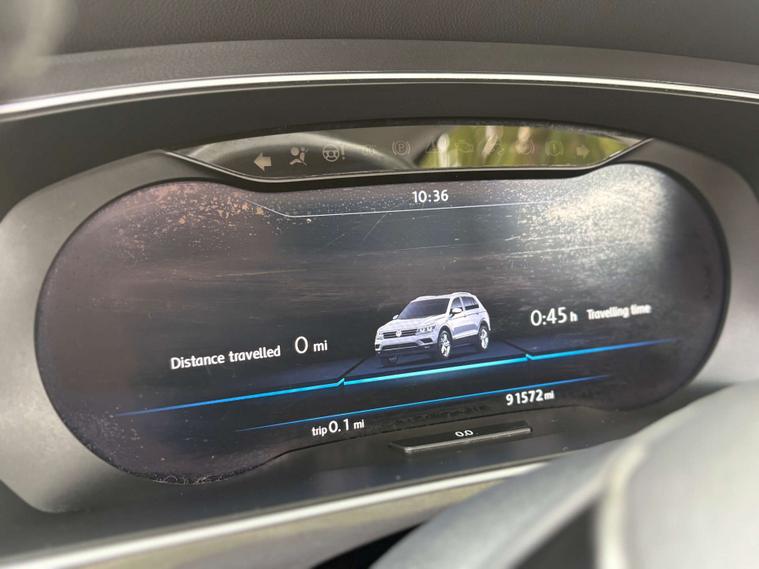 10:36
Distance travelled 0 mi
0:45 h Travelling time
trip 0.1 mi
91572 mi
0.0